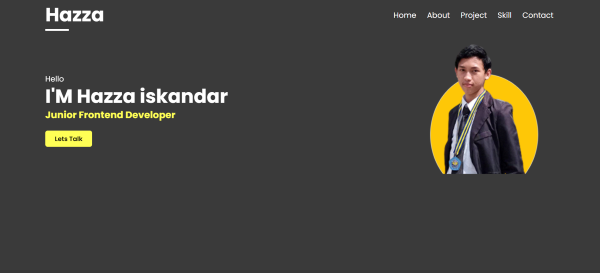 Hazza
Home About Project Skill Contact
Hello
I'M Hazza iskandar
Junior Frontend Developer
Lets Talk